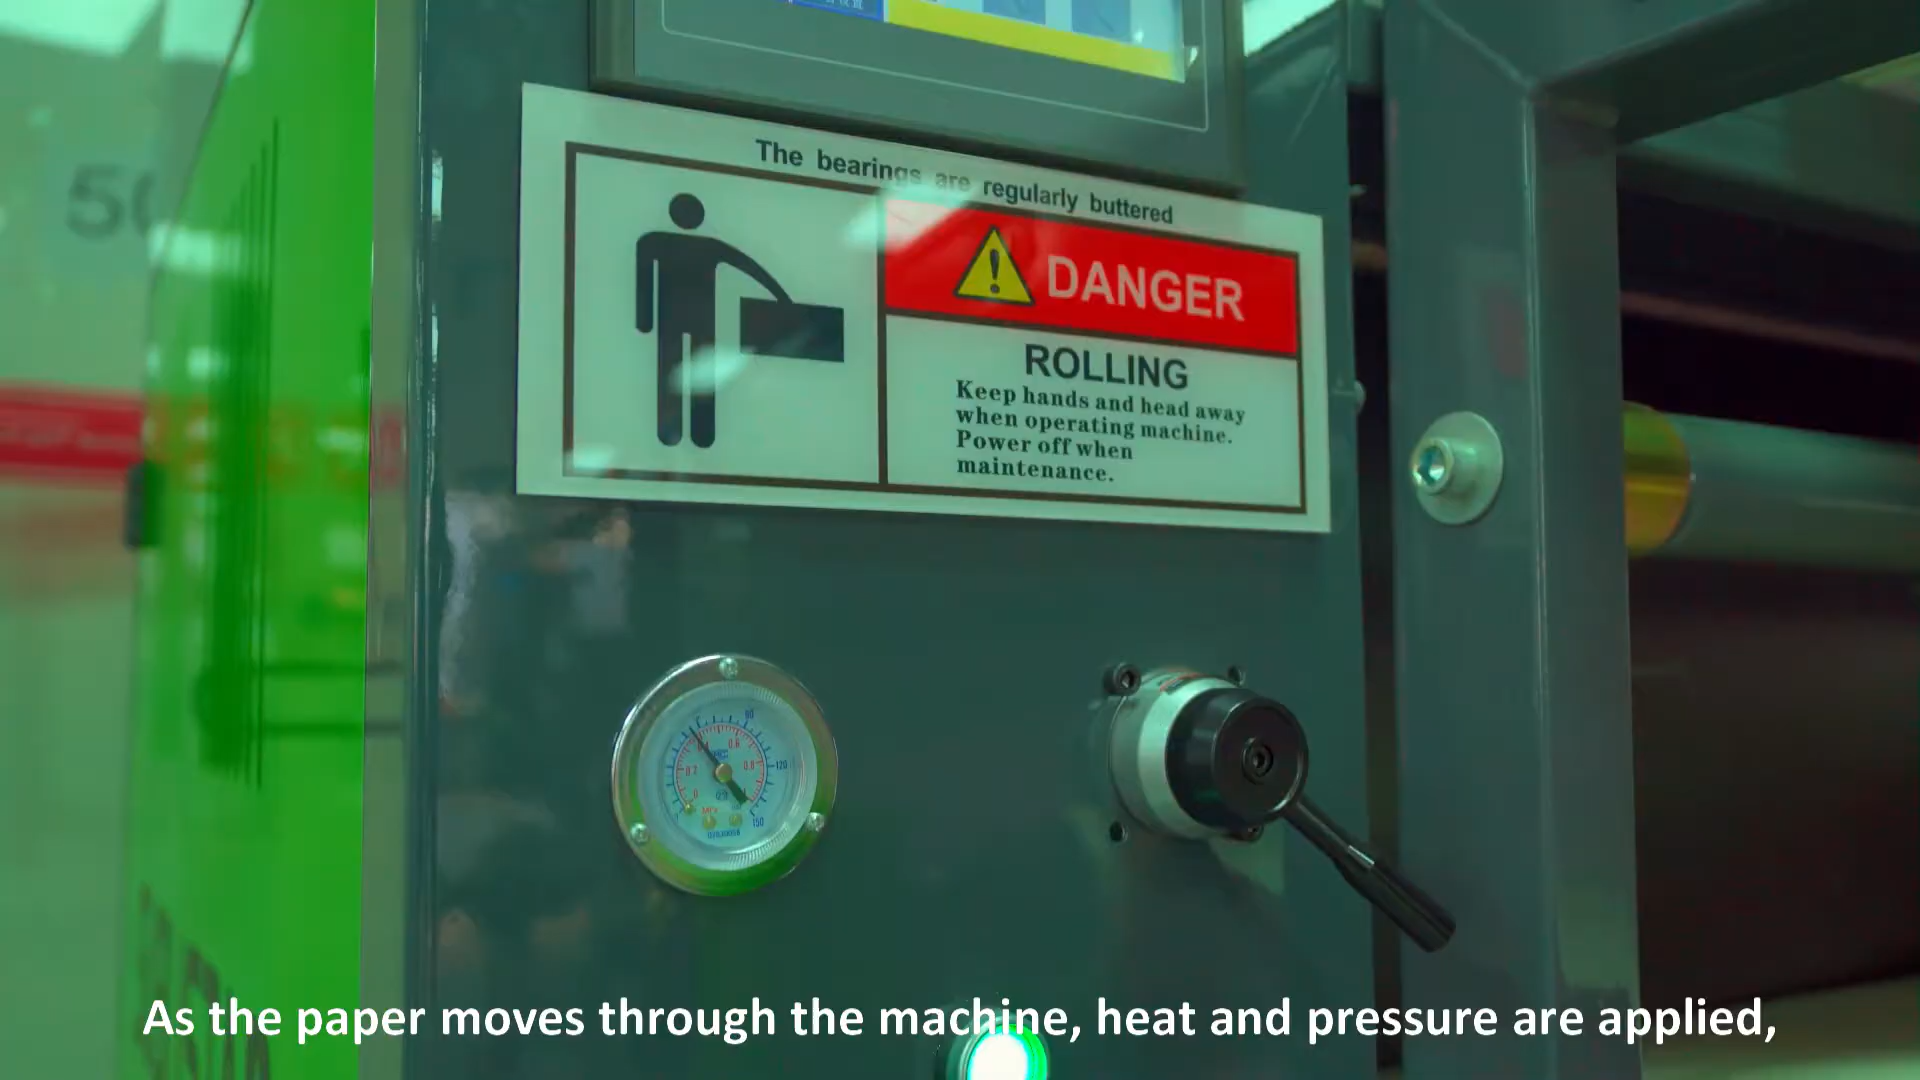 The bearings are regularly buttered
DANGER
ROLLING
Keep hands and head away
when operating machine.
Power off when
maintenance.
As the paper moves through the machine, heat and pressure are applied,